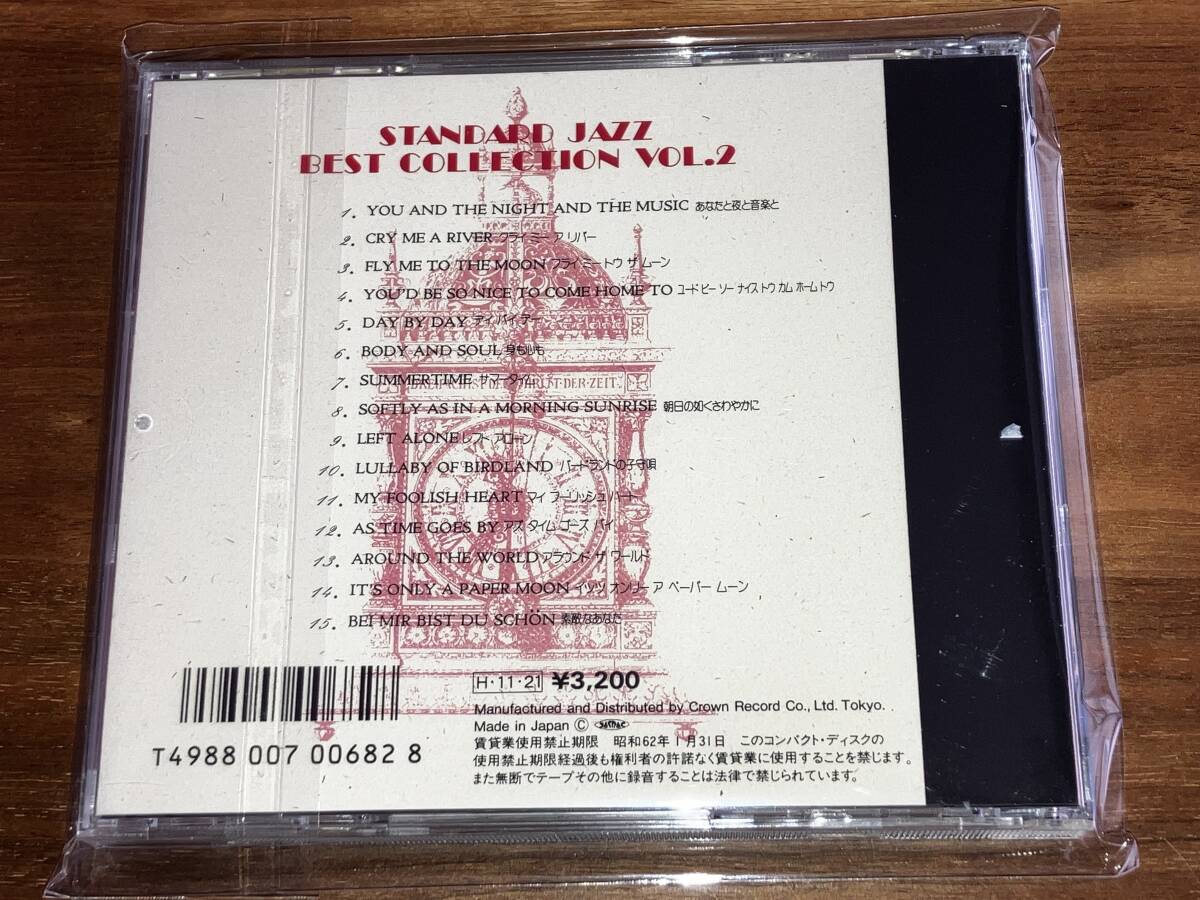 STANDARD JAZZ
BEST COLLECTION VOL.2
1. YOU AND THE NIGHT AND THE MUSIC あなたと夜と音楽と
2. CRY ME A RIVER クライ ミー ア リバー
3. FLY ME TO THE MOON フライ ミー トウ ザ ムーン
4. YOU'D BE SO NICE TO COME HOME TO ユード ビー ソー ナイス トウ カム ホーム トウ
5. DAY BY DAY デイ バイ デー
6. BODY AND SOUL 身も心も
7. SUMMERTIME サマータイム
DER.ZEIT.
8. SOFTLY AS IN A MORNING SUNRISE 朝日の如くさわやかに
9. LEFT ALONE レフト アローン
10. LULLABY OF BIRDLAND バードランドの子守唄
11. MY FOOLISH HEART マイ フーリッシュ ハート
12. AS TIME GOES BY アズ タイム ゴーズ バイ
13. AROUND THE WORLD アラウンド ザ ワールド
14. IT'S ONLY A PAPER MOON イッツ オンリー ア ペーパー ムーン
15. BEI MIR BIST DU SCHÖN 素敵なあなた
H·11·21 ¥3,200
Manufactured and Distributed by Crown Record Co., Ltd. Tokyo.
Made in Japan Ⓒ JASRAC
賃貸業使用禁止期限 昭和62年1月31日 このコンパクト・ディスクの
使用禁止期限経過後も権利者の許諾なく賃貸業に使用することを禁じます。
また無断でテープその他に録音することは法律で禁じられています。
T4988 007 00682 8